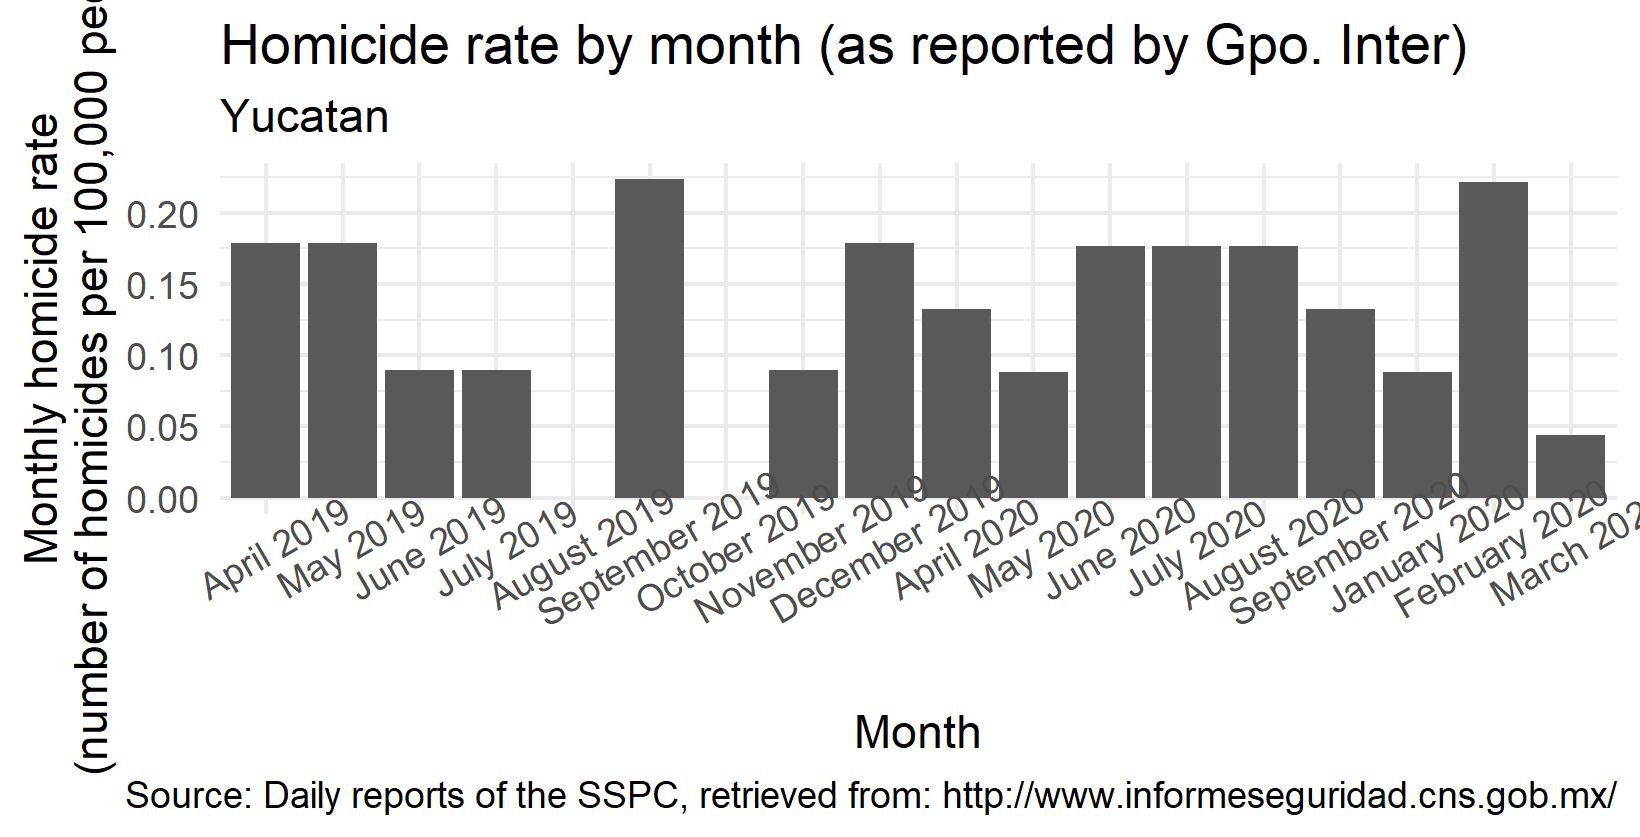 Homicide rate by month (as reported by Gpo. Inter)
Yucatan
Monthly homicide rate
(number of homicides per 100,000 peo
0.20
0.15
0.10
0.05
0.00
April 2019
May 2019
June 2019
July 2019
August 2019
September 2019
October 2019
November 2019
December 2019
April 2020
May 2020
June 2020
July 2020
August 2020
September 2020
January 2020
February 2020
March 202
Month
Source: Daily reports of the SSPC, retrieved from: http://www.informeseguridad.cns.gob.mx/